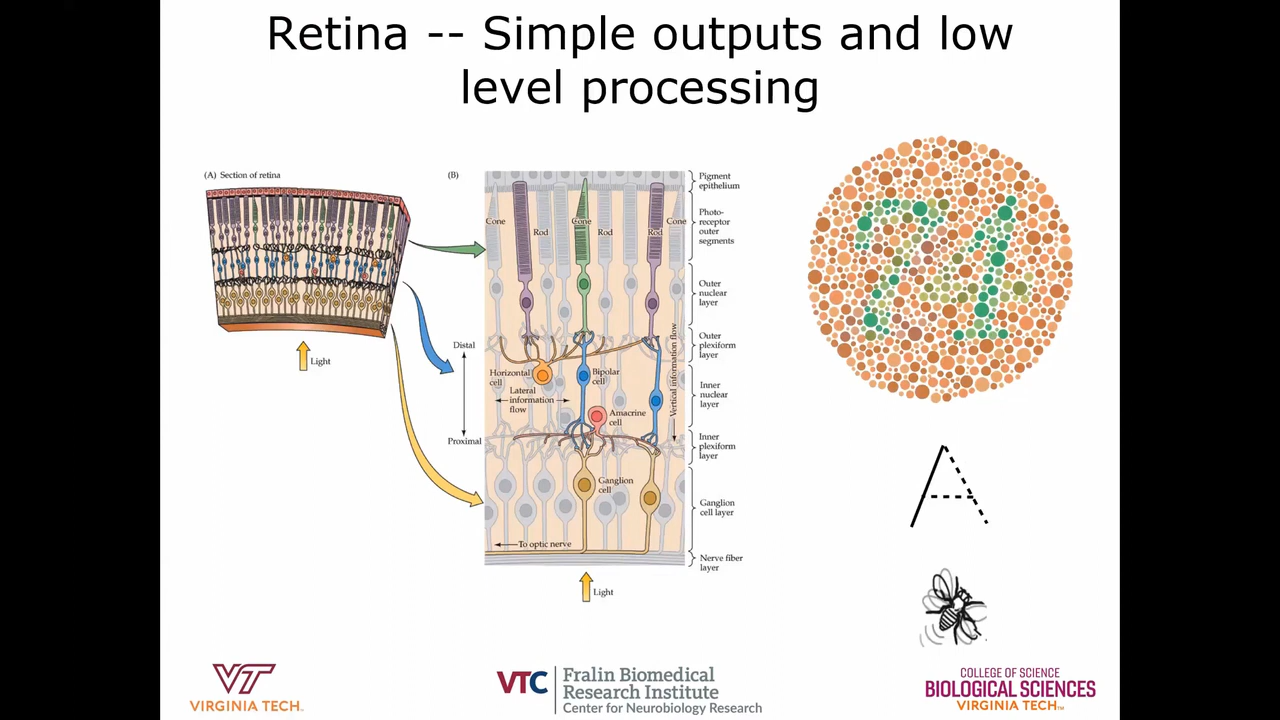 Retina -- Simple outputs and low
level processing
(A) Section of retina
Light
Distal
Proximal
(B)
Cone
Rod
Cone
Rod
Rod
Cone
Horizontal
cell
Bipolar
cell
Lateral
information
flow
Vertical information flow
Amacrine
cell
Ganglion
cell
To optic nerve
Light
Pigment
epithelium
Photo-
receptor
outer
segments
Outer
nuclear
layer
Outer
plexiform
layer
Inner
nuclear
layer
Inner
plexiform
layer
Ganglion
cell layer
Nerve fiber
layer
A
VT
VIRGINIA TECH
VTC
Fralin Biomedical
Research Institute
Center for Neurobiology Research
COLLEGE OF SCIENCE
BIOLOGICAL SCIENCES
VIRGINIA TECH